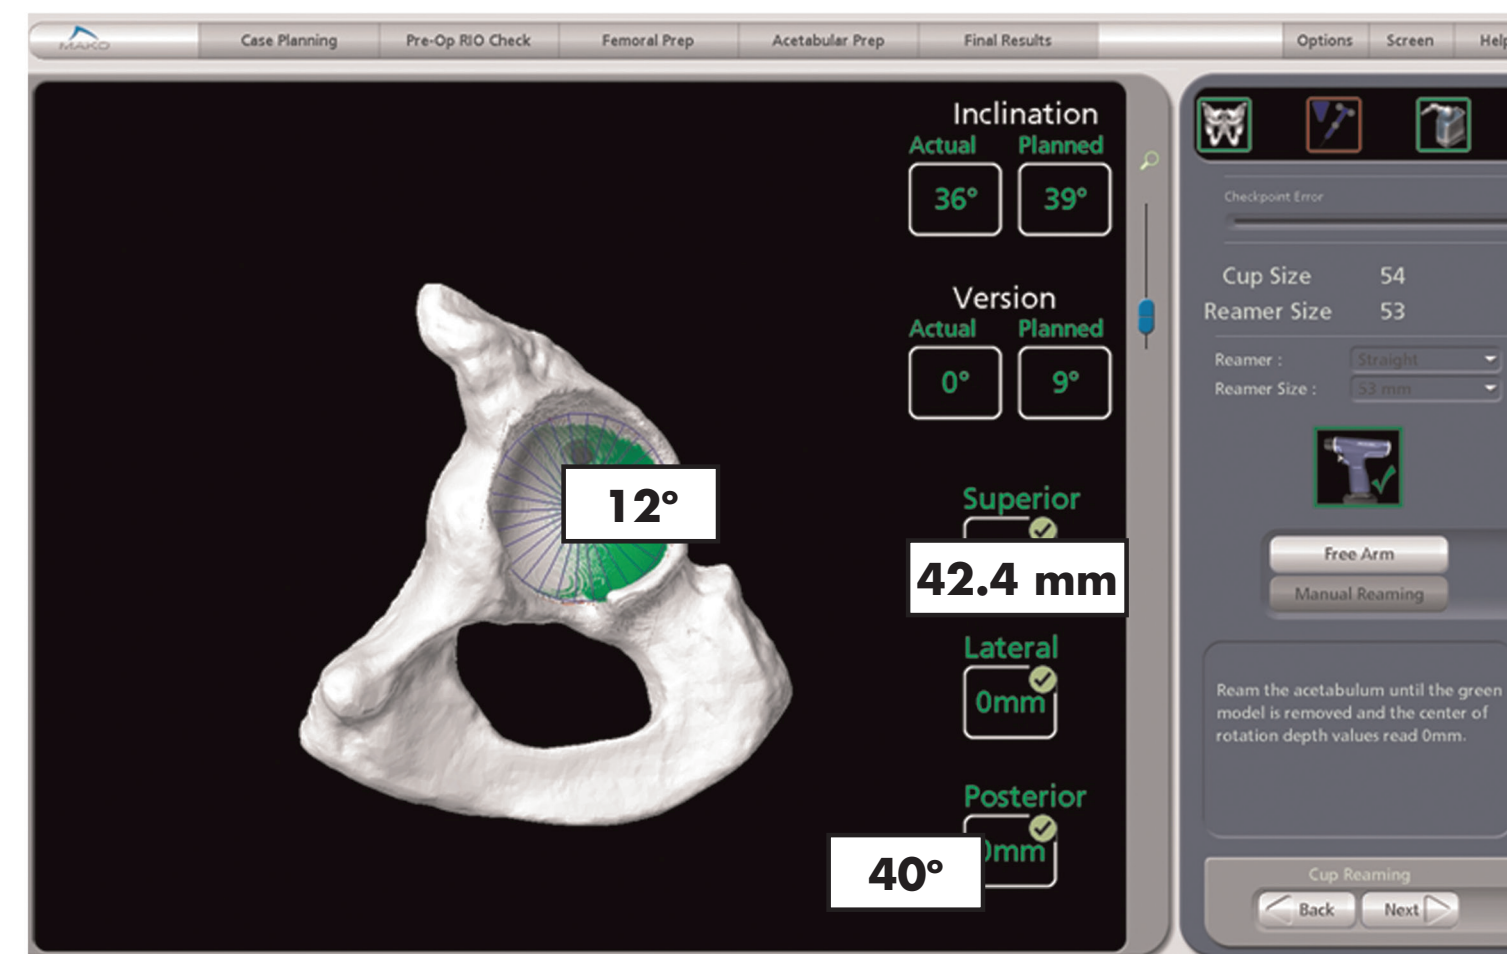 MAKO
Case Planning
Pre-Op RIO Check
Femoral Prep
Acetabular Prep
Final Results
Options
Screen
Help
Inclination
Actual Planned
36° 39°
Version
Actual Planned
0° 9°
12°
Superior
42.4 mm
Lateral
0mm
Posterior
0mm
40°
Checkpoint Error
Cup Size 54
Reamer Size 53
Reamer : Straight
Reamer Size : 53 mm
Free Arm
Manual Reaming
Ream the acetabulum until the green
model is removed and the center of
rotation depth values read 0mm.
Cup Reaming
Back Next